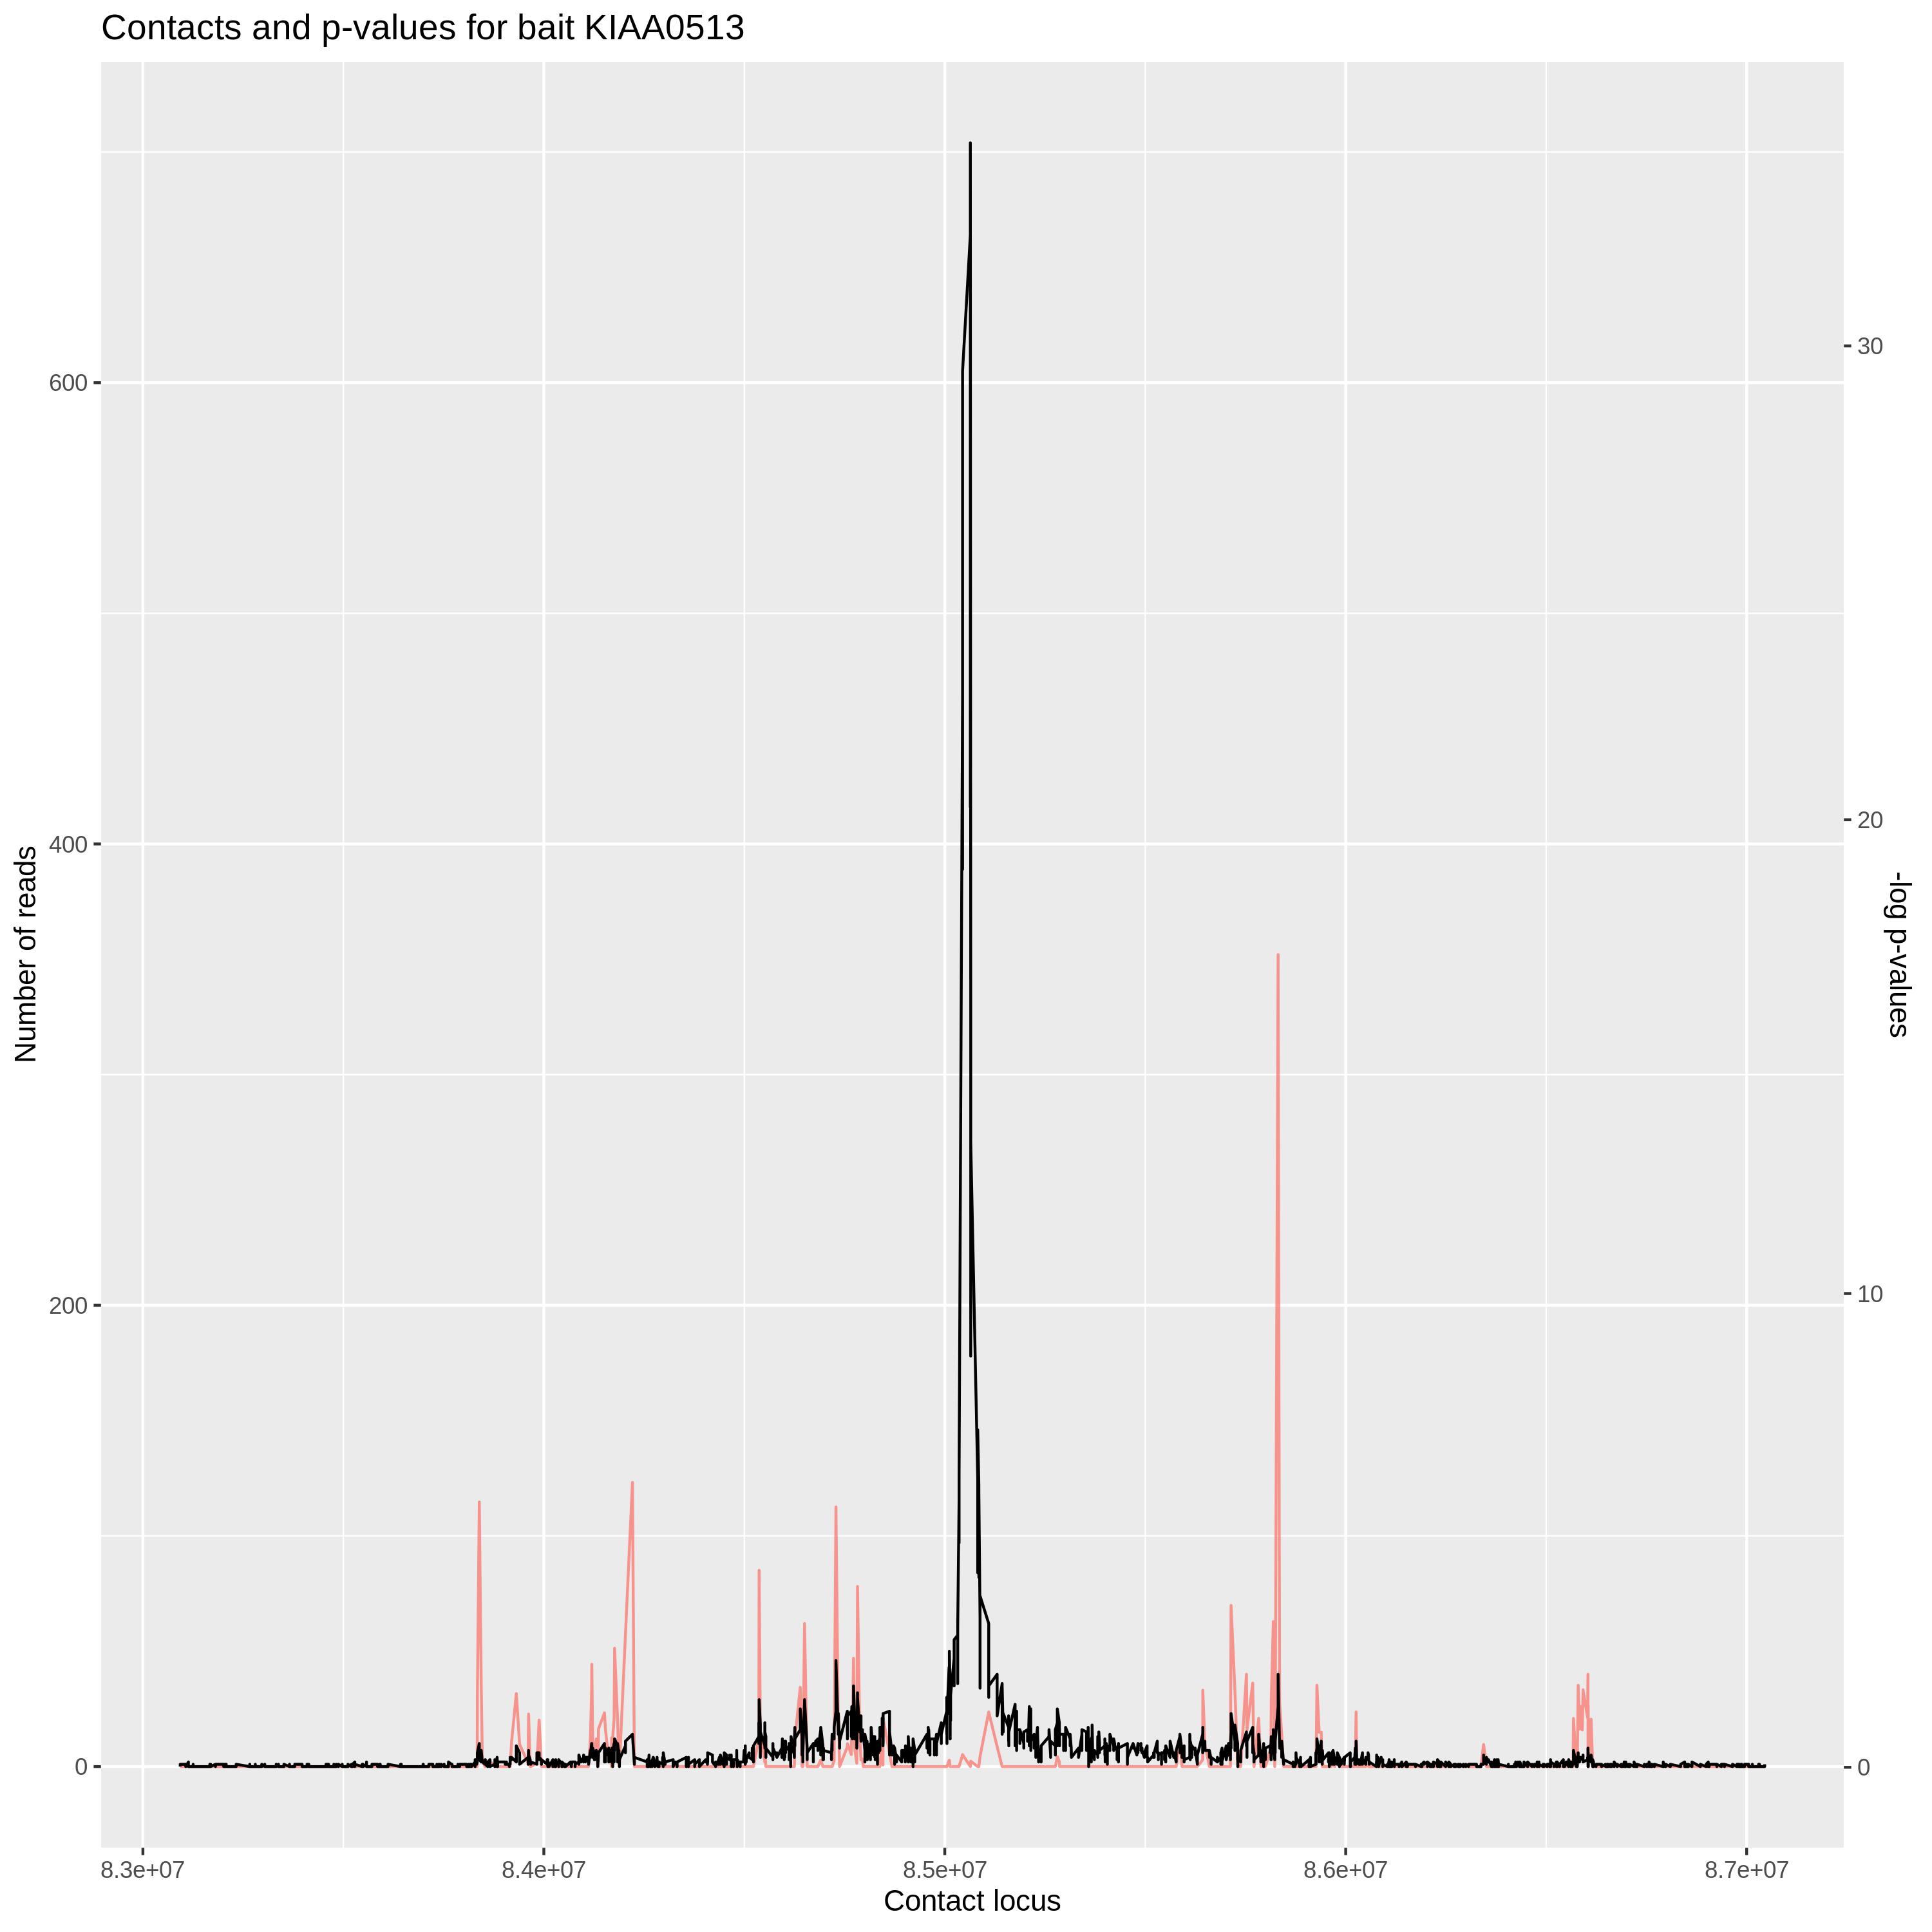 Contacts and p-values for bait KIAA0513
600
400
200
0
Number of reads
30
20
10
0
-log p-values
8.3e+07
8.4e+07
8.5e+07
8.6e+07
8.7e+07
Contact locus